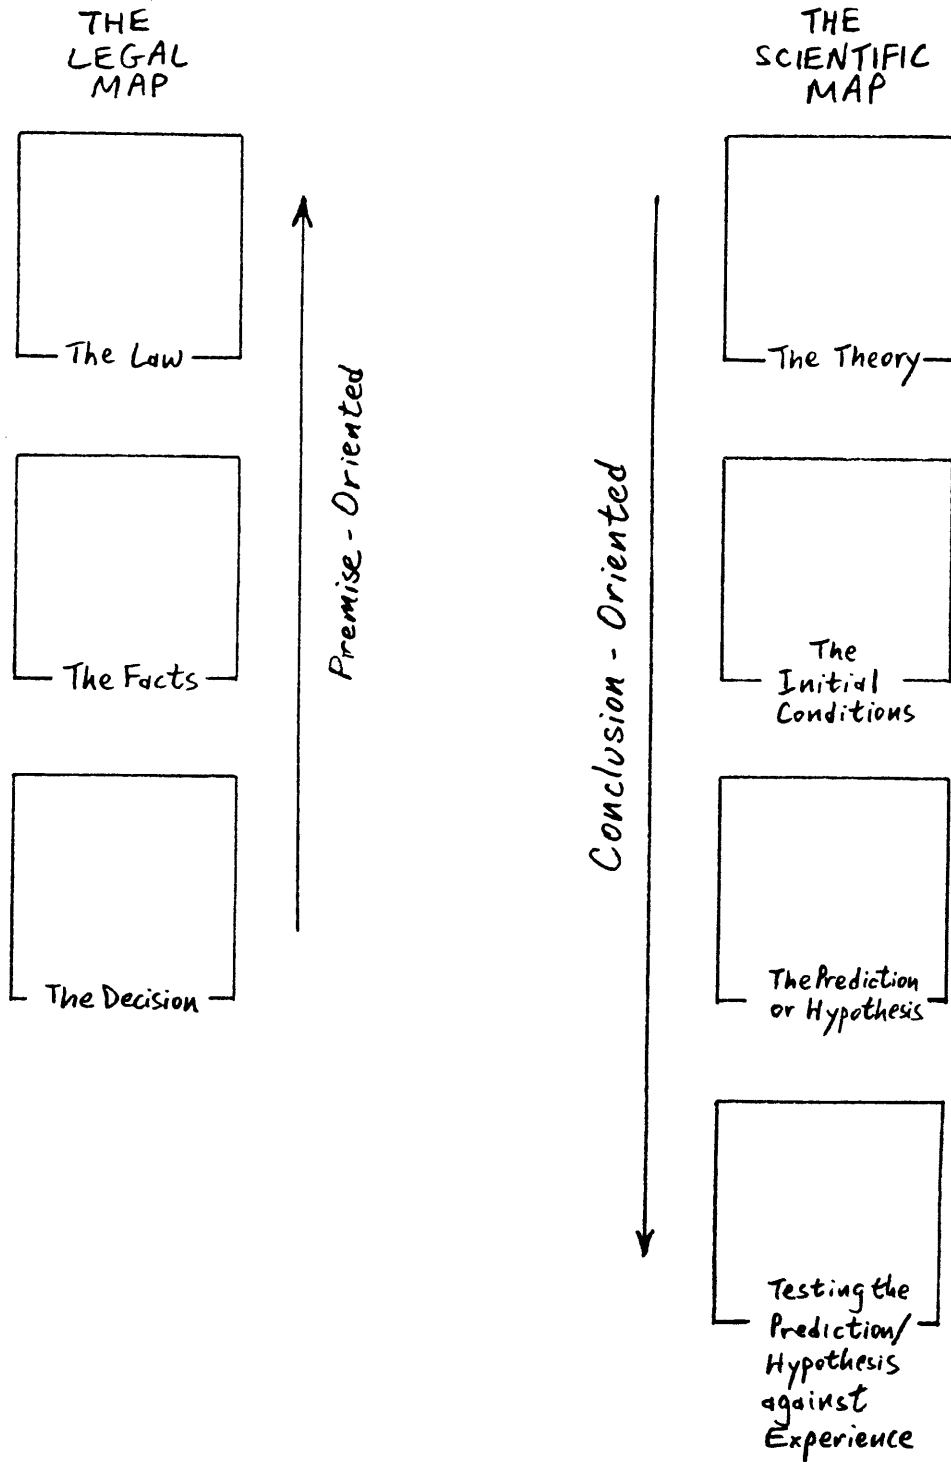 THE
LEGAL
MAP
The Law
The Facts
The Decision
Premise - Oriented
Conclusion - Oriented
THE
SCIENTIFIC
MAP
The Theory
The
Initial
Conditions
The Prediction
or Hypothesis
Testing the
Prediction/
Hypothesis
against
Experience